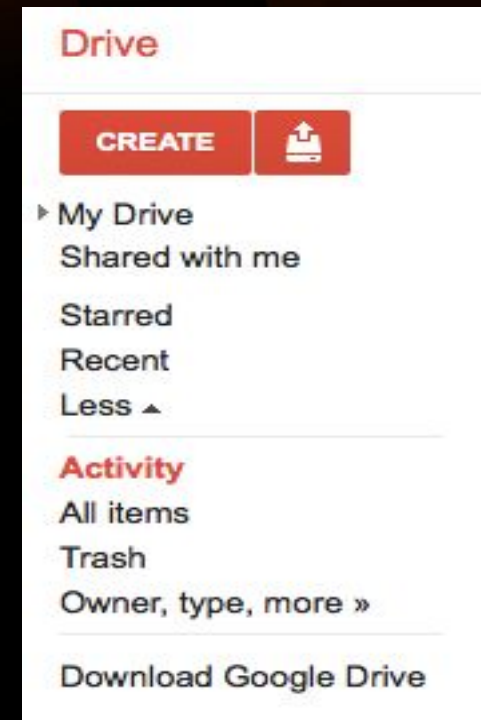 Drive
CREATE
My Drive
Shared with me
Starred
Recent
Less
Activity
All items
Trash
Owner, type, more »
Download Google Drive